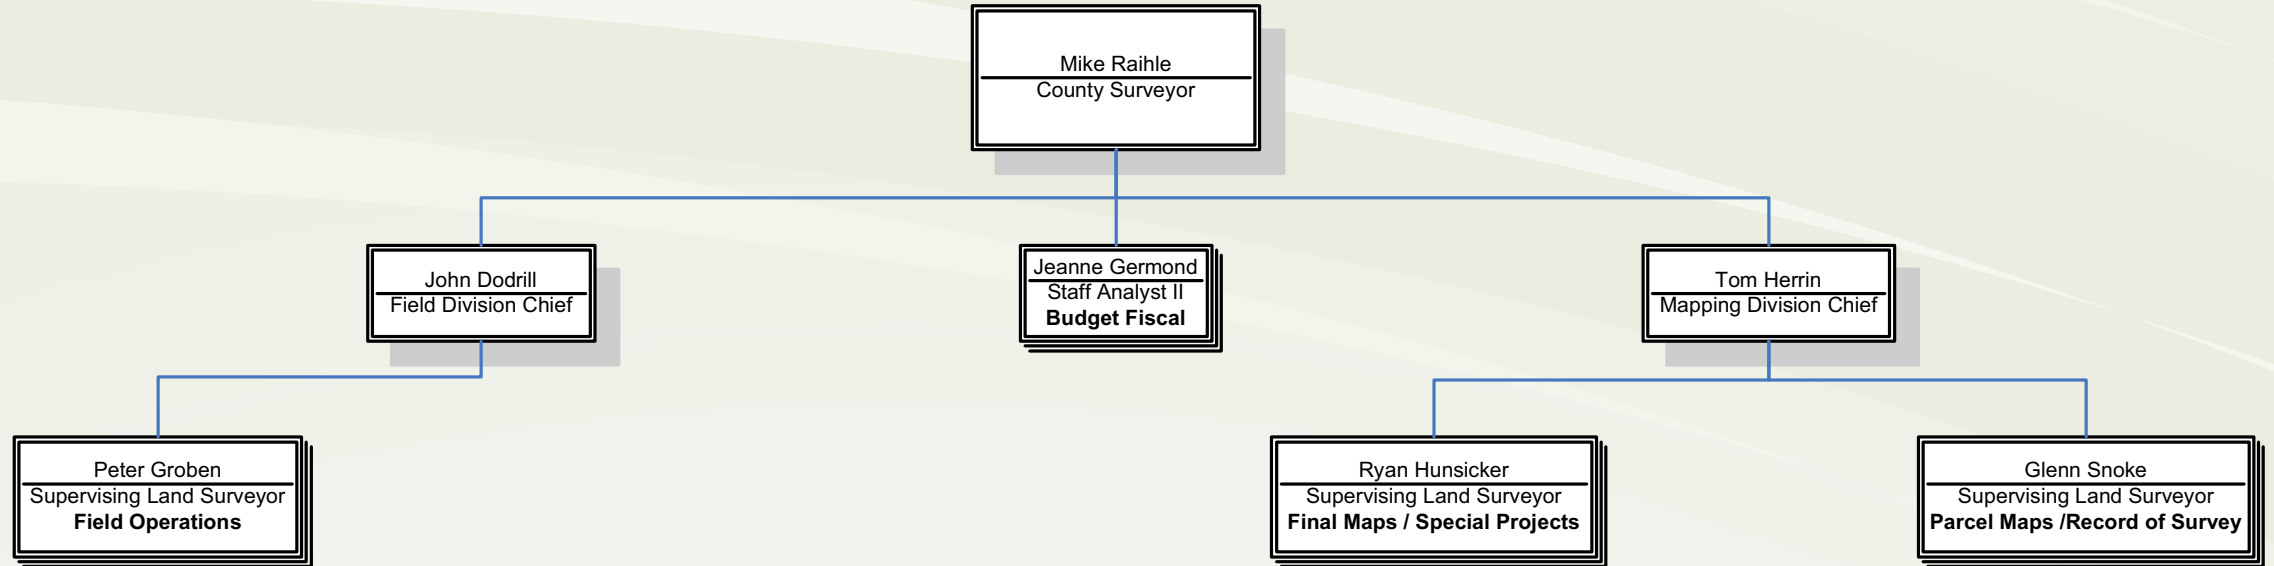 Mike Raihle
County Surveyor
John Dodrill
Field Division Chief
Jeanne Germond
Staff Analyst II
Budget Fiscal
Tom Herrin
Mapping Division Chief
Peter Groben
Supervising Land Surveyor
Field Operations
Ryan Hunsicker
Supervising Land Surveyor
Final Maps / Special Projects
Glenn Snoke
Supervising Land Surveyor
Parcel Maps /Record of Survey